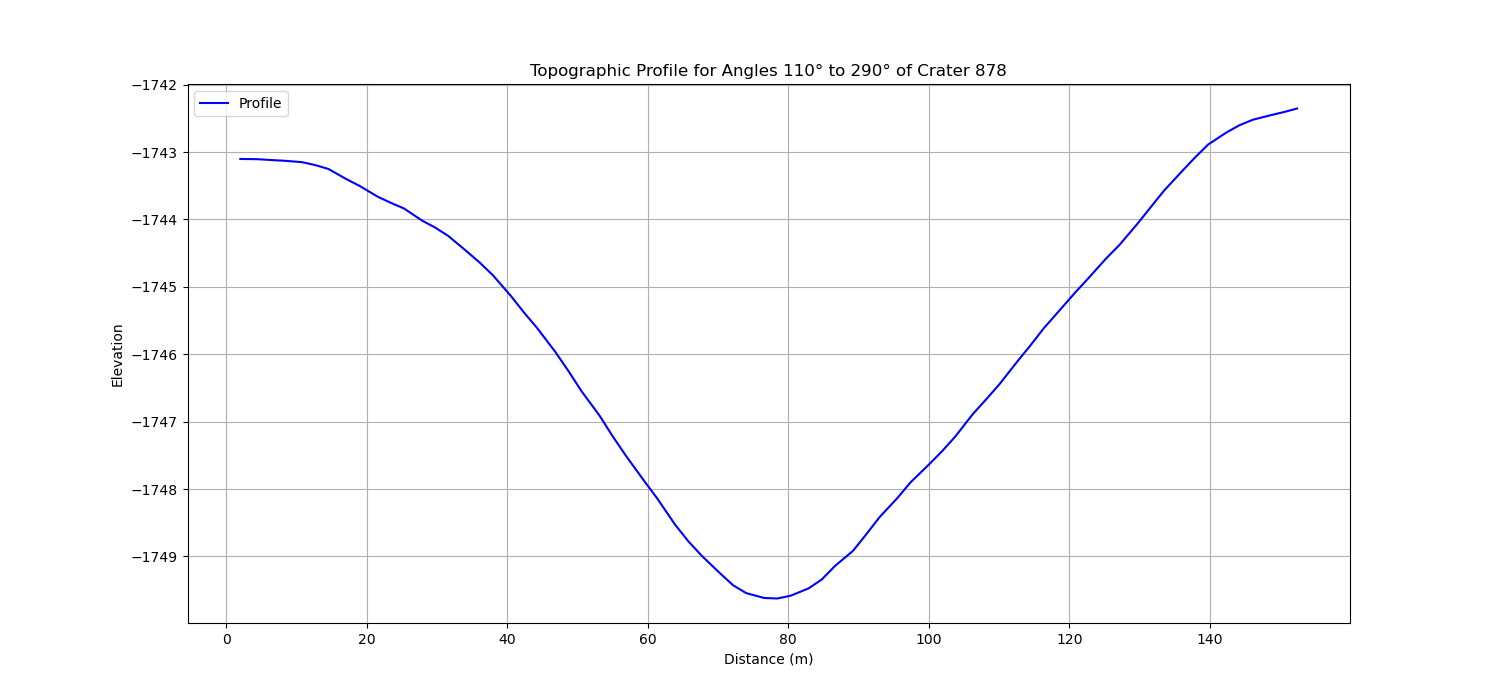 Topographic Profile for Angles 110° to 290° of Crater 878
Profile
−1742
−1743
−1744
−1745
−1746
−1747
−1748
−1749
Elevation
0 20 40 60 80 100 120 140
Distance (m)